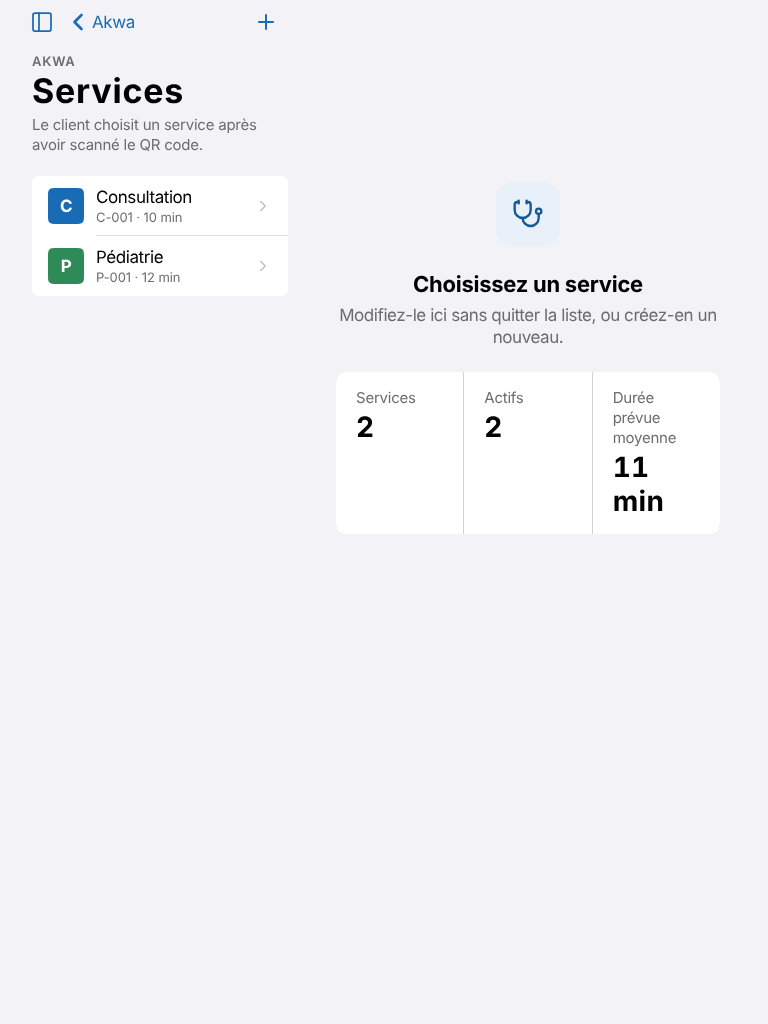 Akwa
AKWA
Services
Le client choisit un service après
avoir scanné le QR code.
C
Consultation
C-001 · 10 min
P
Pédiatrie
P-001 · 12 min
Choisissez un service
Modifiez-le ici sans quitter la liste, ou créez-en un
nouveau.
Services
2
Actifs
2
Durée
prévue
moyenne
11
min